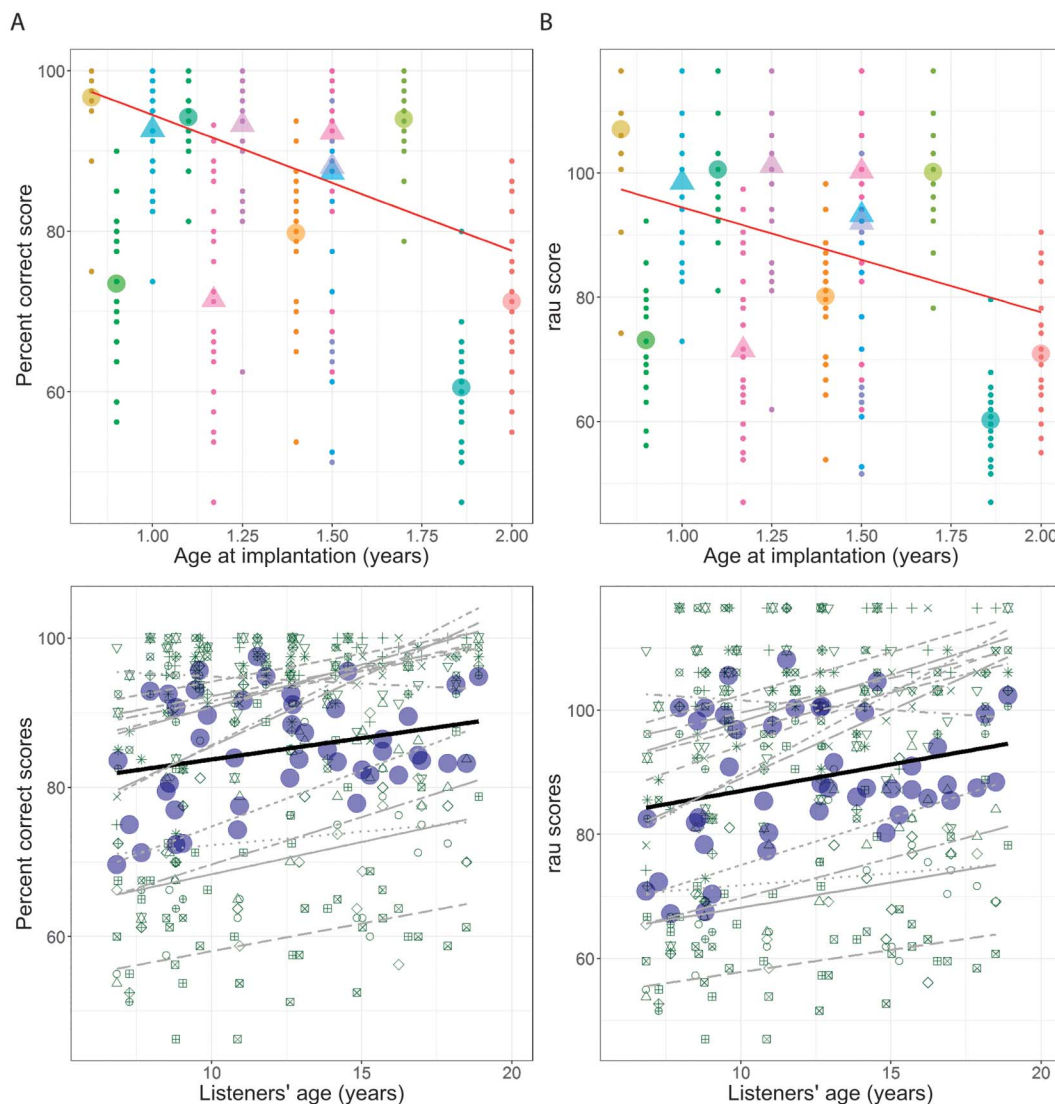 A
B
Percent correct score
100
80
60
1.00 1.25 1.50 1.75 2.00
Age at implantation (years)
rau score
100
80
60
1.00 1.25 1.50 1.75 2.00
Age at implantation (years)
Percent correct scores
100
80
60
10 15 20
Listeners' age (years)
rau scores
100
80
60
10 15 20
Listeners' age (years)